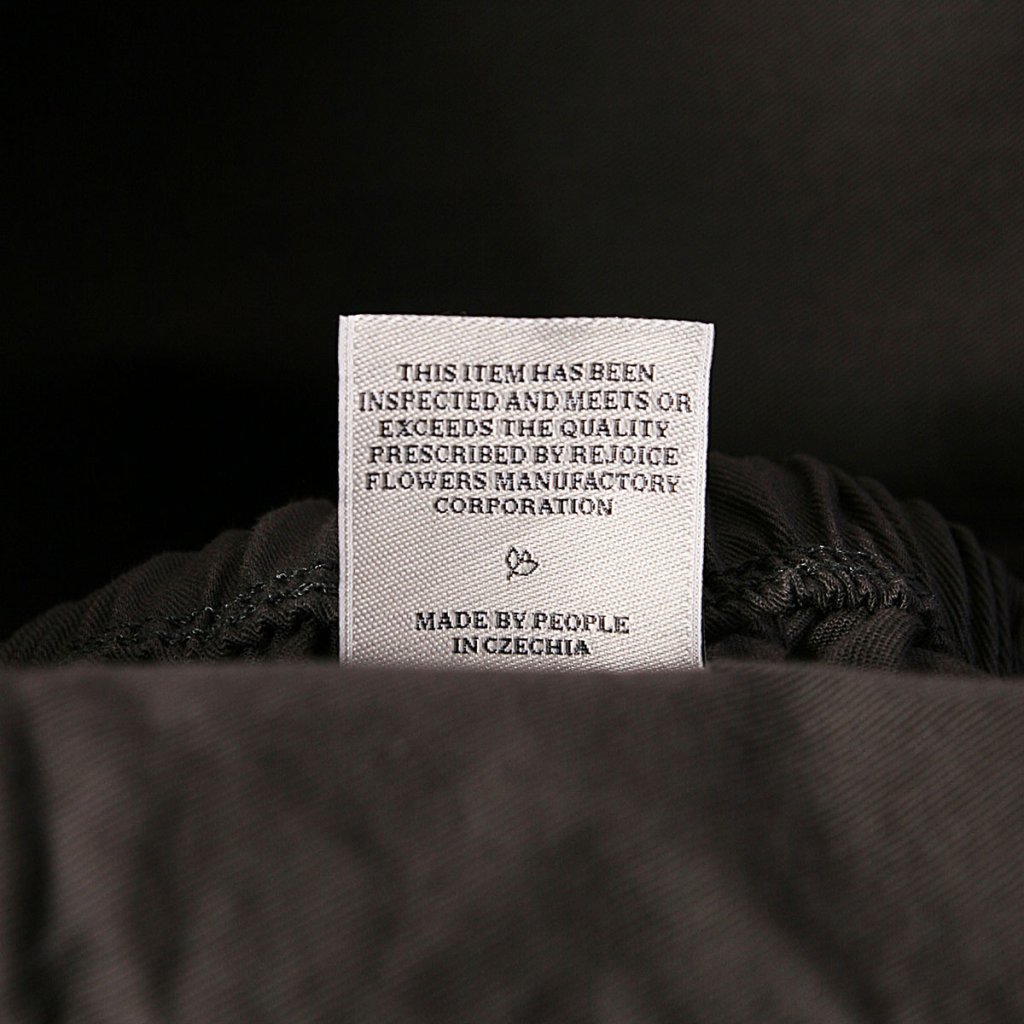 THIS ITEM HAS BEEN
INSPECTED AND MEETS OR
EXCEEDS THE QUALITY
PRESCRIBED BY REJOICE
FLOWERS MANUFACTORY
CORPORATION
MADE BY PEOPLE
IN CZECHIA